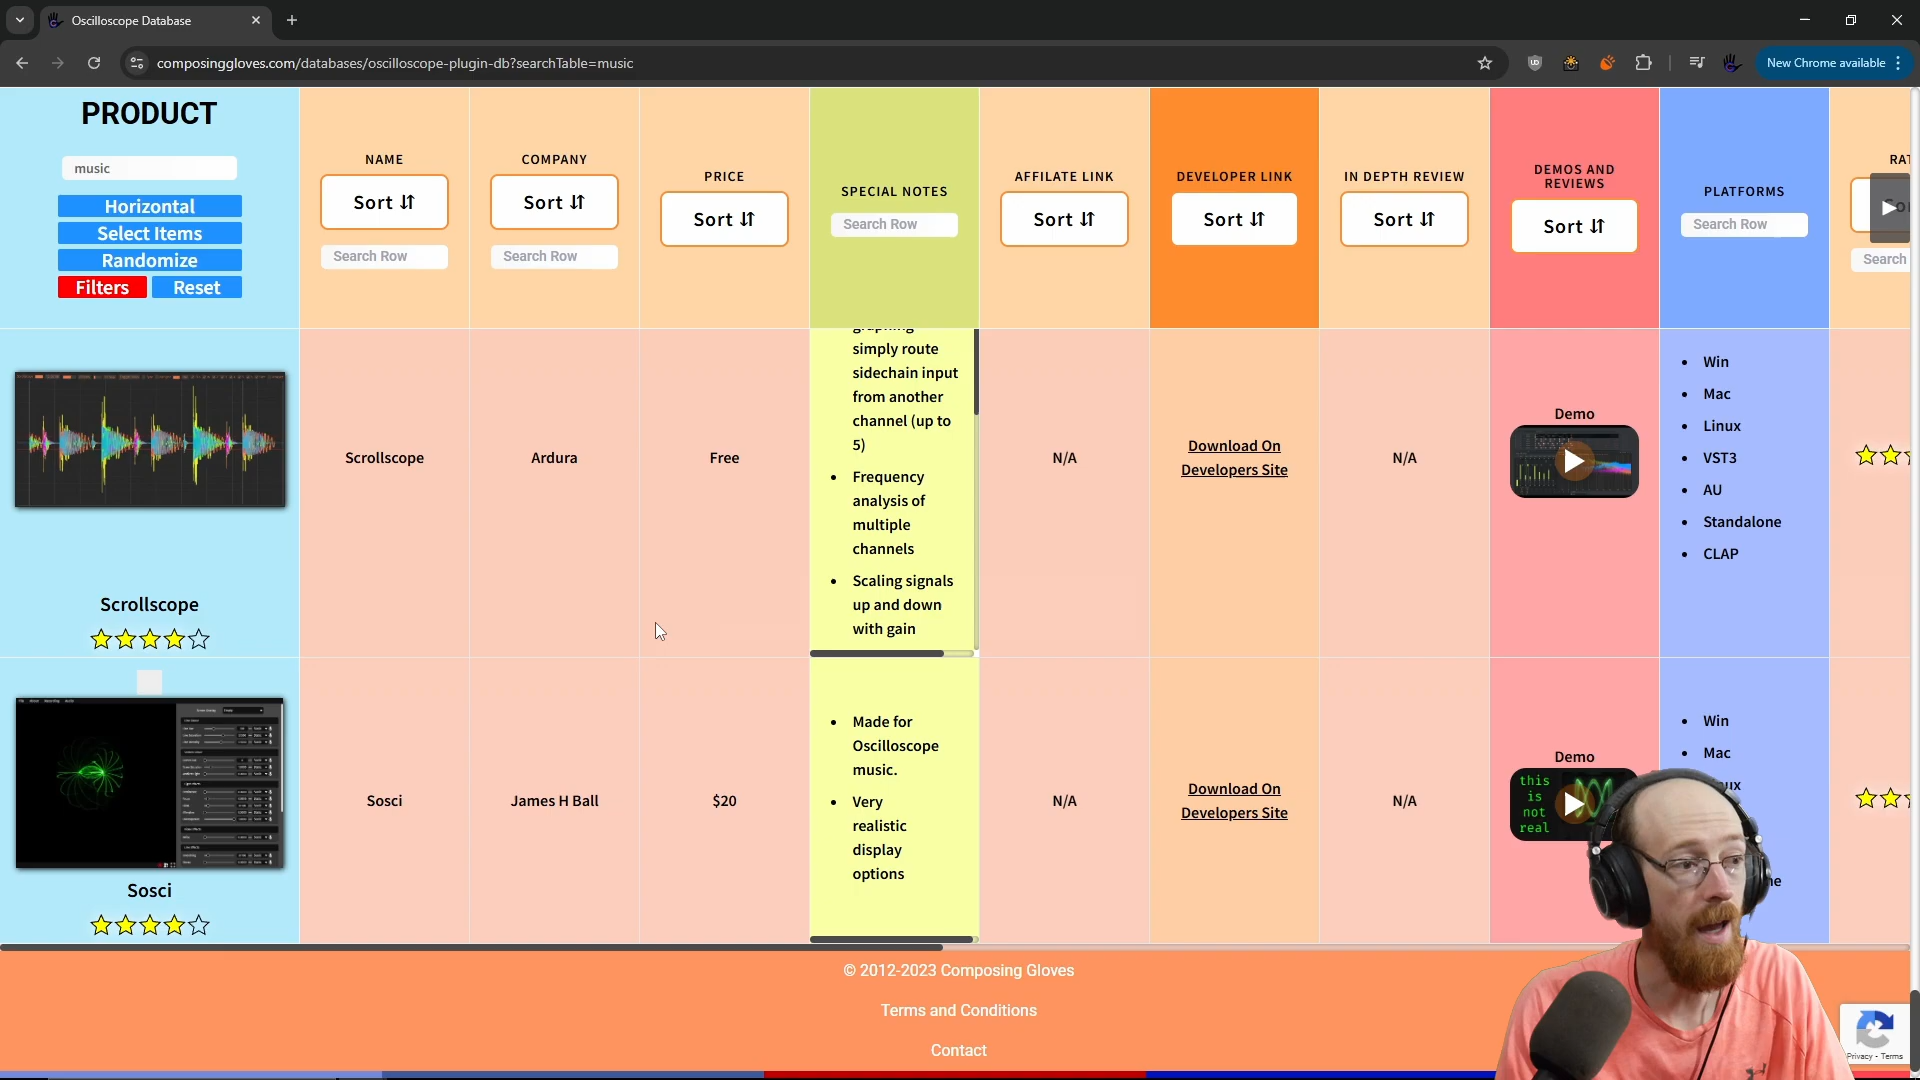 Oscilloscope Database
composinggloves.com/databases/oscilloscope-plugin-db?searchTable=music
New Chrome available
PRODUCT
music
Horizontal
Select Items
Randomize
Filters
Reset
NAME
Sort
Search Row
COMPANY
Sort
Search Row
PRICE
Sort
SPECIAL NOTES
Search Row
AFFILATE LINK
Sort
DEVELOPER LINK
Sort
IN DEPTH REVIEW
Sort
DEMOS AND
REVIEWS
Sort
PLATFORMS
Search Row
RAT
Search
Scrollscope
Scrollscope
Ardura
Free
graphing
simply route
sidechain input
from another
channel (up to
5)
Frequency
analysis of
multiple
channels
Scaling signals
up and down
with gain
N/A
Download On
Developers Site
N/A
Demo
Win
Mac
Linux
VST3
AU
Standalone
CLAP
Sosci
Sosci
James H Ball
$20
Made for
Oscilloscope
music.
Very
realistic
display
options
N/A
Download On
Developers Site
N/A
Demo
this
is
not
real
Win
Mac
© 2012-2023 Composing Gloves
Terms and Conditions
Contact
Privacy - Terms